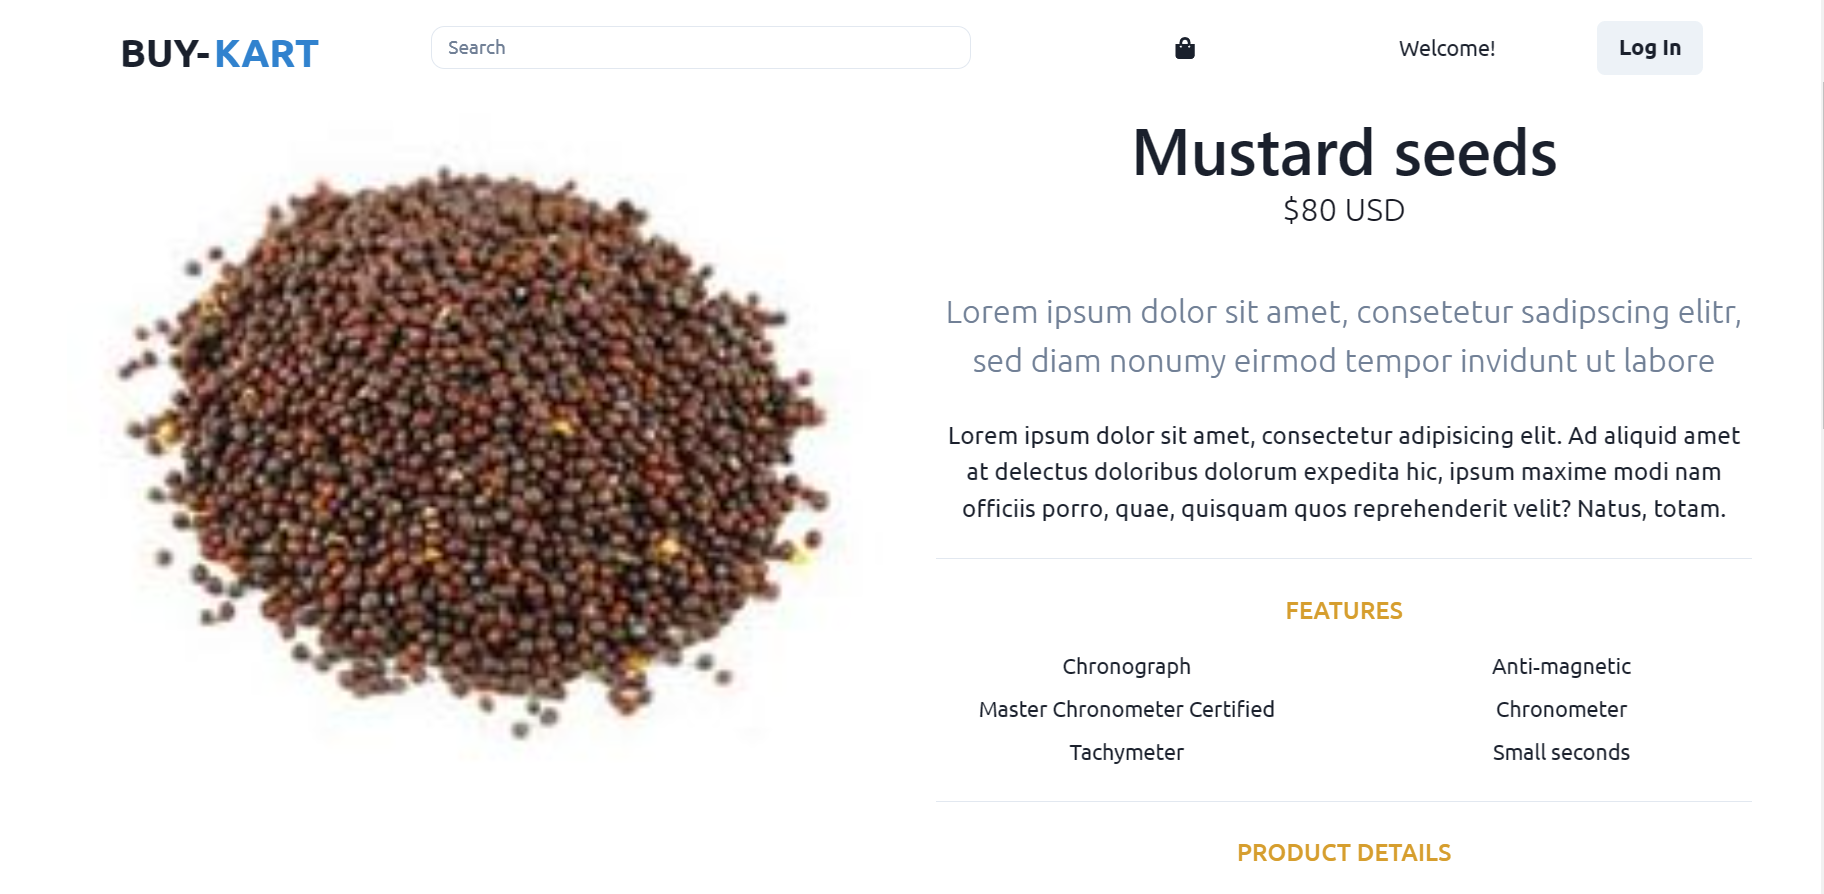 BUY-KART
Search
Welcome!
Log In
Mustard seeds
$80 USD
Lorem ipsum dolor sit amet, consetetur sadipscing elitr,
sed diam nonumy eirmod tempor invidunt ut labore
Lorem ipsum dolor sit amet, consectetur adipisicing elit. Ad aliquid amet
at delectus doloribus dolorum expedita hic, ipsum maxime modi nam
officiis porro, quae, quisquam quos reprehenderit velit? Natus, totam.
FEATURES
Chronograph
Anti-magnetic
Master Chronometer Certified
Chronometer
Tachymeter
Small seconds
PRODUCT DETAILS